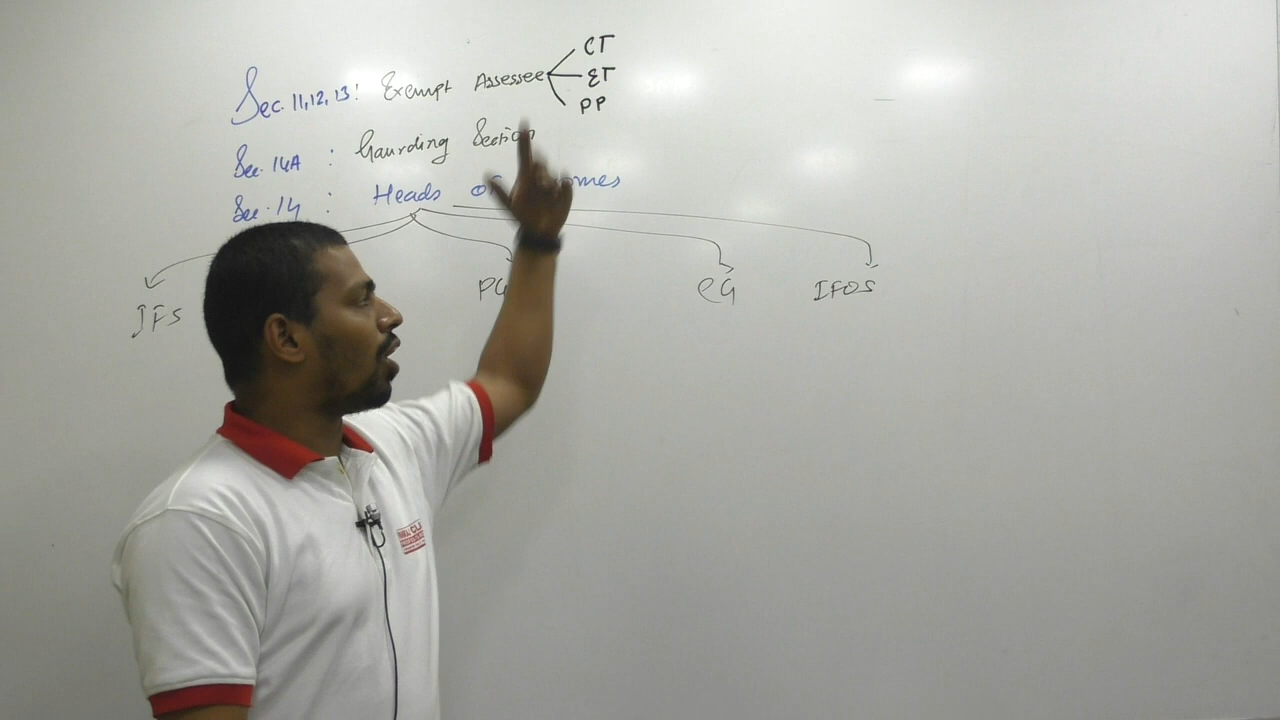 Sec. 11,12,13: Exempt Assessee CT
ET
PP
Sec. 14A : Gaurding Section
Sec. 14 : Heads of
IFS PG CG IFOS